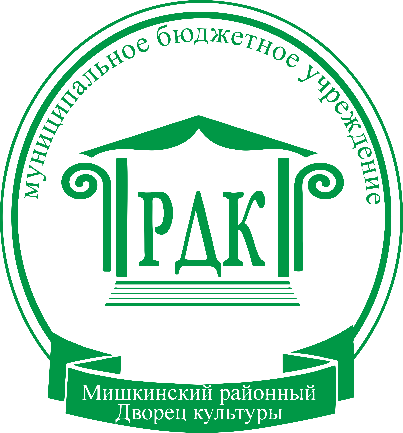 муниципальное бюджетное учреждение
РДК
Мишкинский районный
Дворец культуры